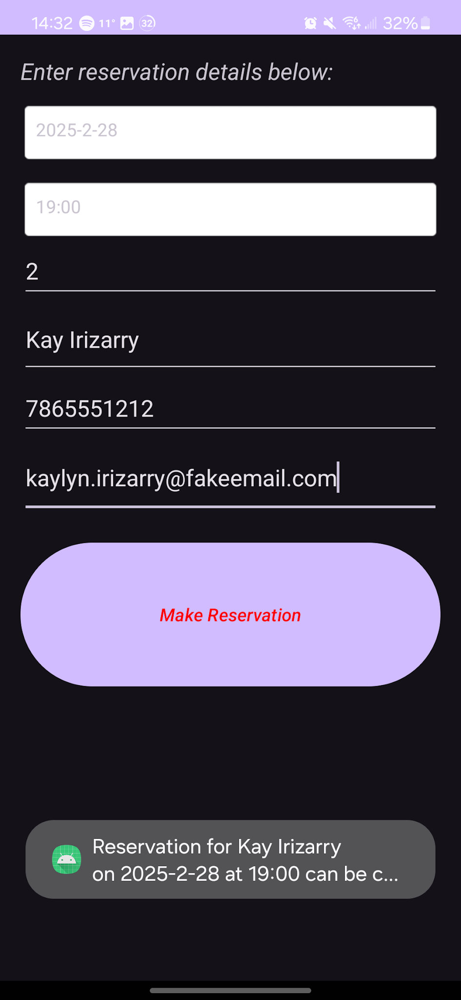 14:32 11° 32 6 32%
Enter reservation details below:
2025-2-28
19:00
2
Kay Irizarry
7865551212
kaylyn.irizarry@fakeemail.com
Make Reservation
Reservation for Kay Irizarry
on 2025-2-28 at 19:00 can be c...